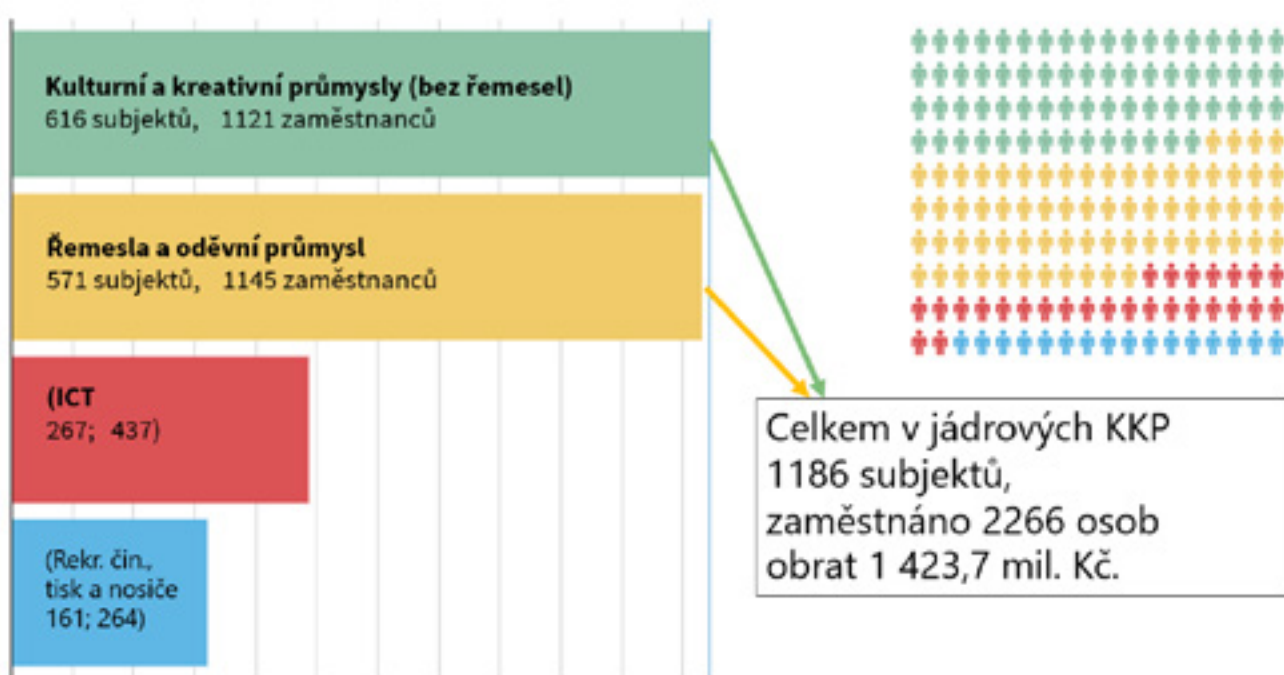 Kulturní a kreativní průmysly (bez řemesel)
616 subjektů, 1121 zaměstnanců
Řemesla a oděvní průmysl
571 subjektů, 1145 zaměstnanců
(ICT
267; 437)
(Rekr. čin.,
tisk a nosiče
161; 264)
Celkem v jádrových KKP
1186 subjektů,
zaměstnáno 2266 osob
obrat 1 423,7 mil. Kč.